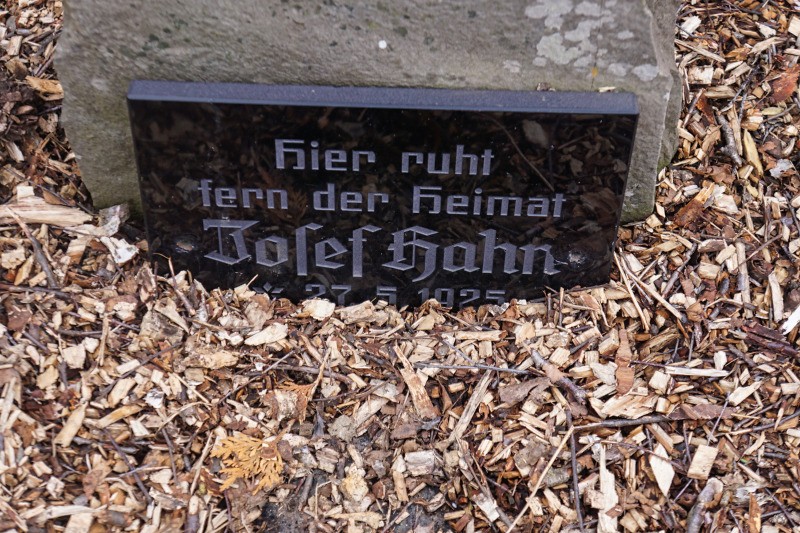 Hier ruht
fern der Heimat
Josef Hahn
* 27. 5. 1925